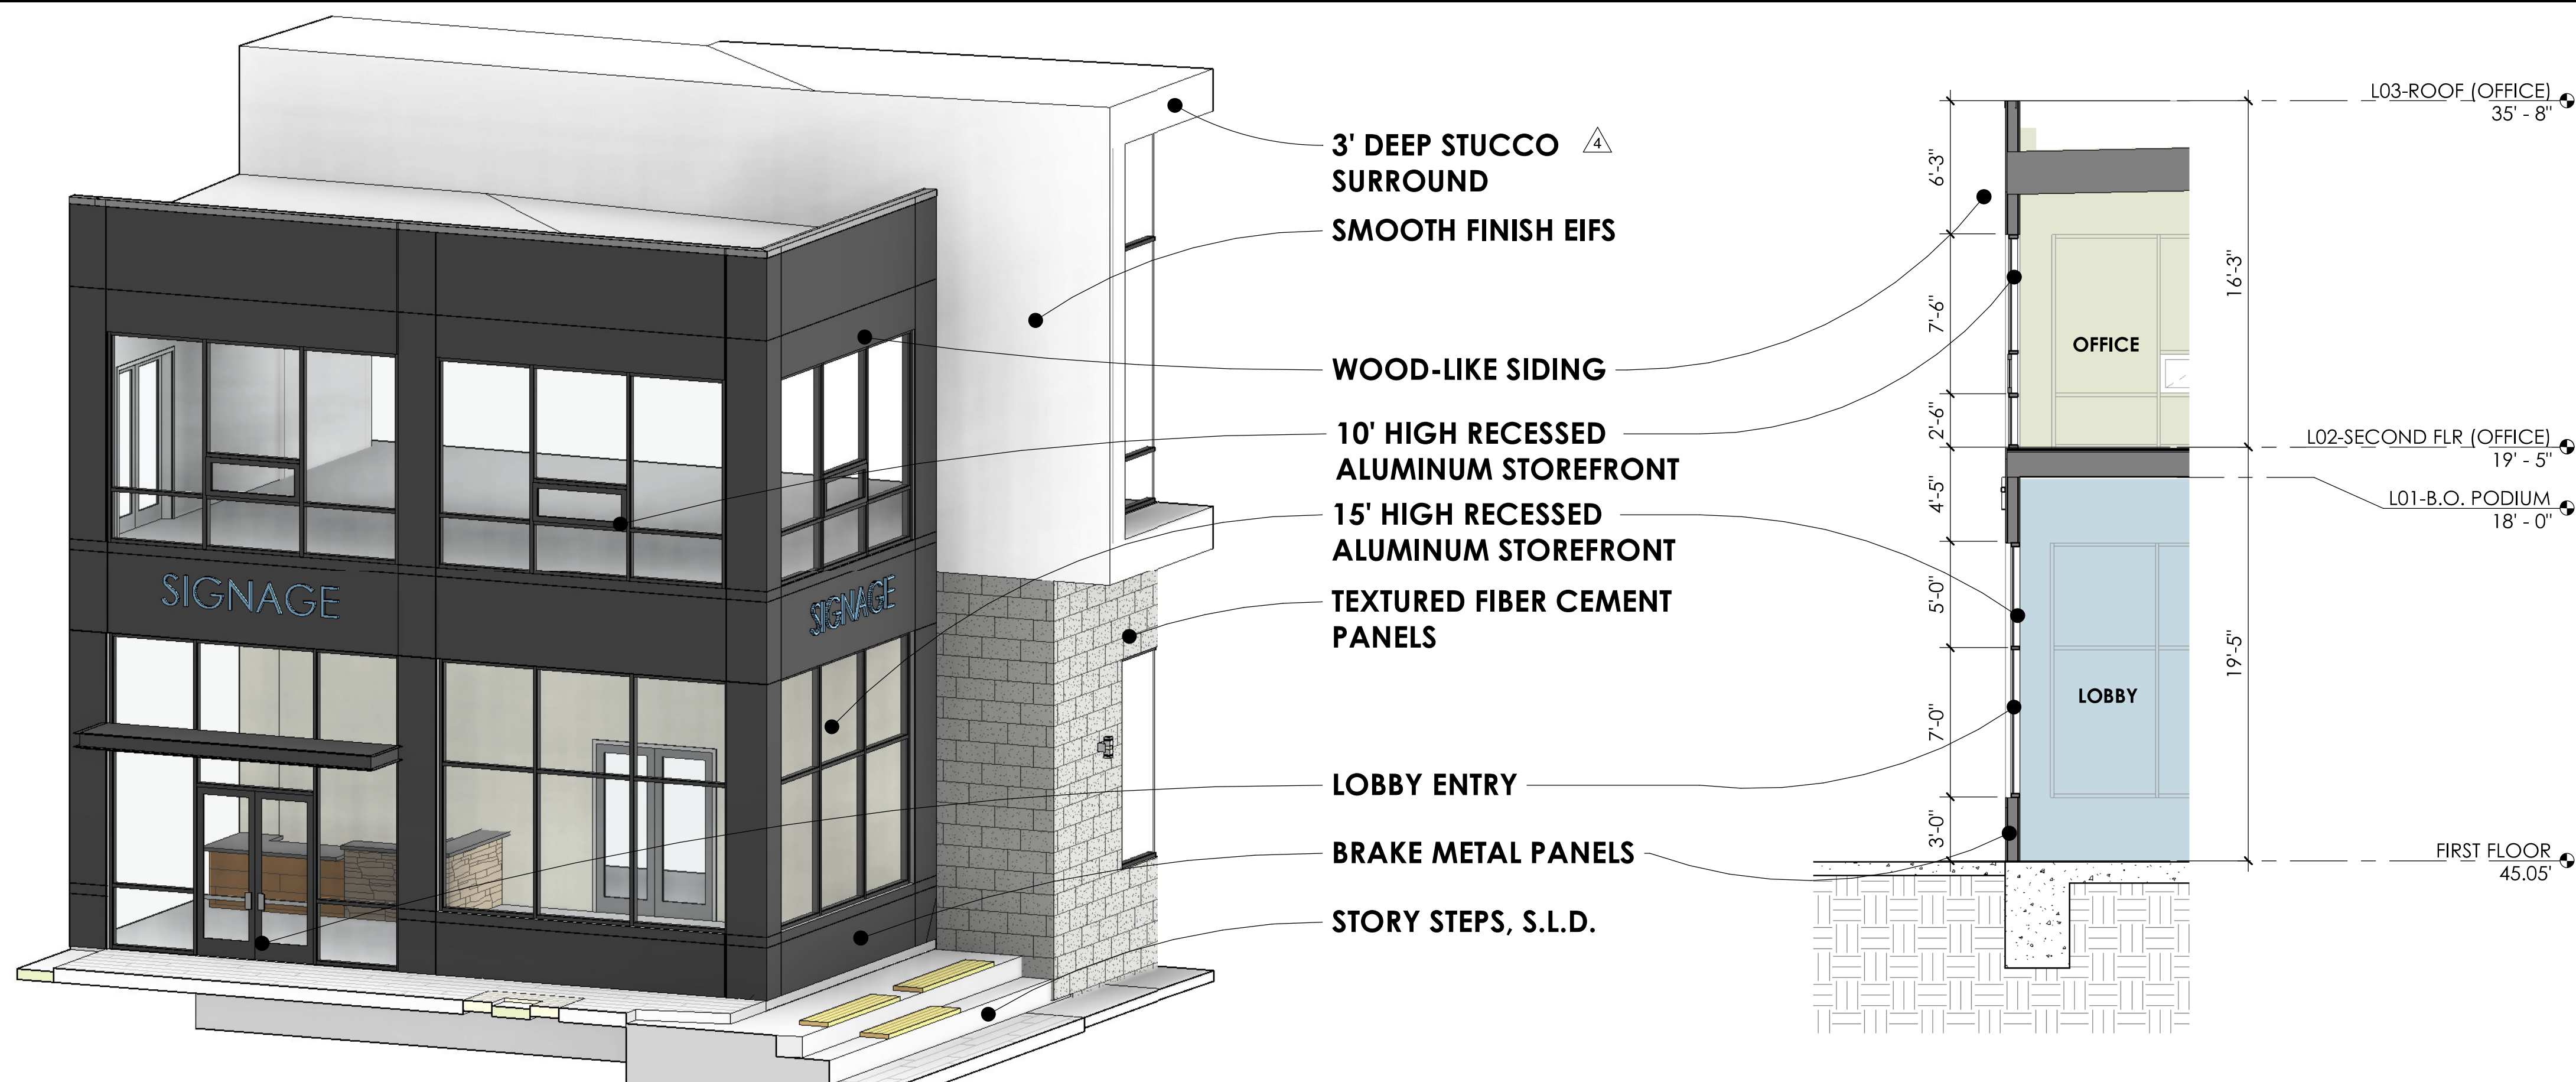 3' DEEP STUCCO 4
SURROUND
SMOOTH FINISH EIFS
WOOD-LIKE SIDING
10' HIGH RECESSED
ALUMINUM STOREFRONT
15' HIGH RECESSED
ALUMINUM STOREFRONT
TEXTURED FIBER CEMENT
PANELS
LOBBY ENTRY
BRAKE METAL PANELS
STORY STEPS, S.L.D.
SIGNAGE
SIGNAGE
6'-3"
7'-6"
2'-6"
4'-5"
5'-0"
7'-0"
3'-0"
OFFICE
LOBBY
16'-3"
19'-5"
L03-ROOF (OFFICE)
35' - 8"
L02-SECOND FLR (OFFICE)
19' - 5"
L01-B.O. PODIUM
18' - 0"
FIRST FLOOR
45.05'